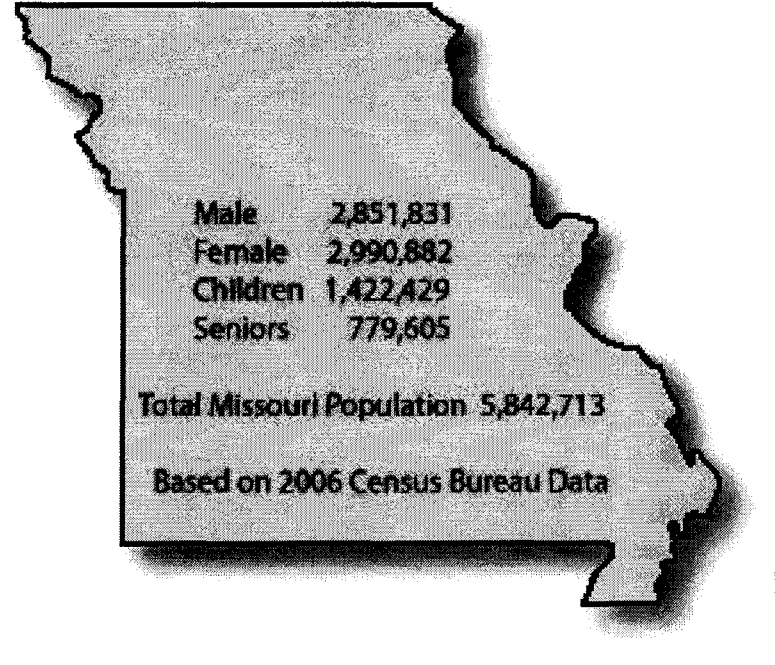 Male 2,851,831
Female 2,990,882
Children 1,422,429
Seniors 779,605
Total Missouri Population 5,842,713
Based on 2006 Census Bureau Data